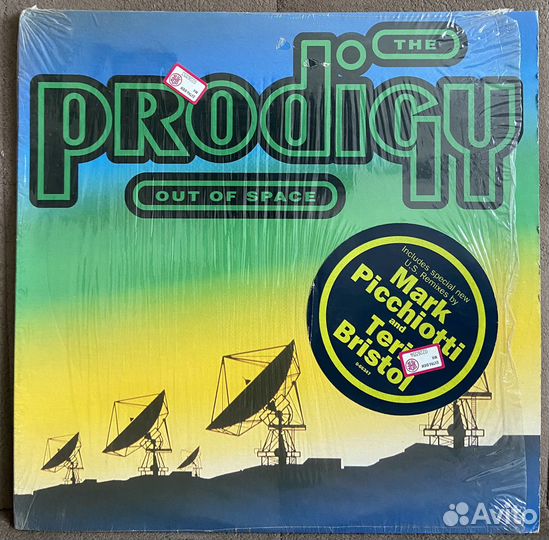 THE
PRODIGY
OUT OF SPACE
Includes special new
U.S. Remixes by
Mark
Picchiotti
and
Teri
Bristol
Avito